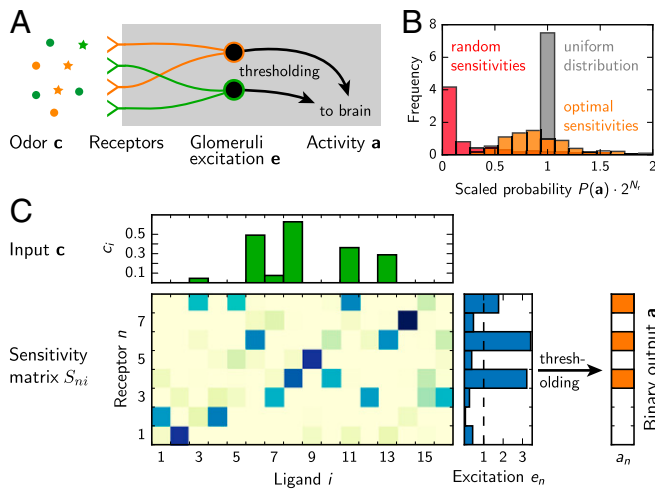 A
thresholding
to brain
Odor c
Receptors
Glomeruli
excitation e
Activity a
B
Frequency
8
6
4
2
0
random
sensitivities
uniform
distribution
optimal
sensitivities
0
0.5
1
1.5
2
Scaled probability P(a) · 2^{N_r}
C
Input c
c_i
0.5
0.3
0.1
Sensitivity
matrix S_{ni}
Receptor n
7
5
3
1
1
3
5
7
9
11
13
15
Ligand i
1
2
3
Excitation e_n
thresh-
olding
a_n
Binary output a